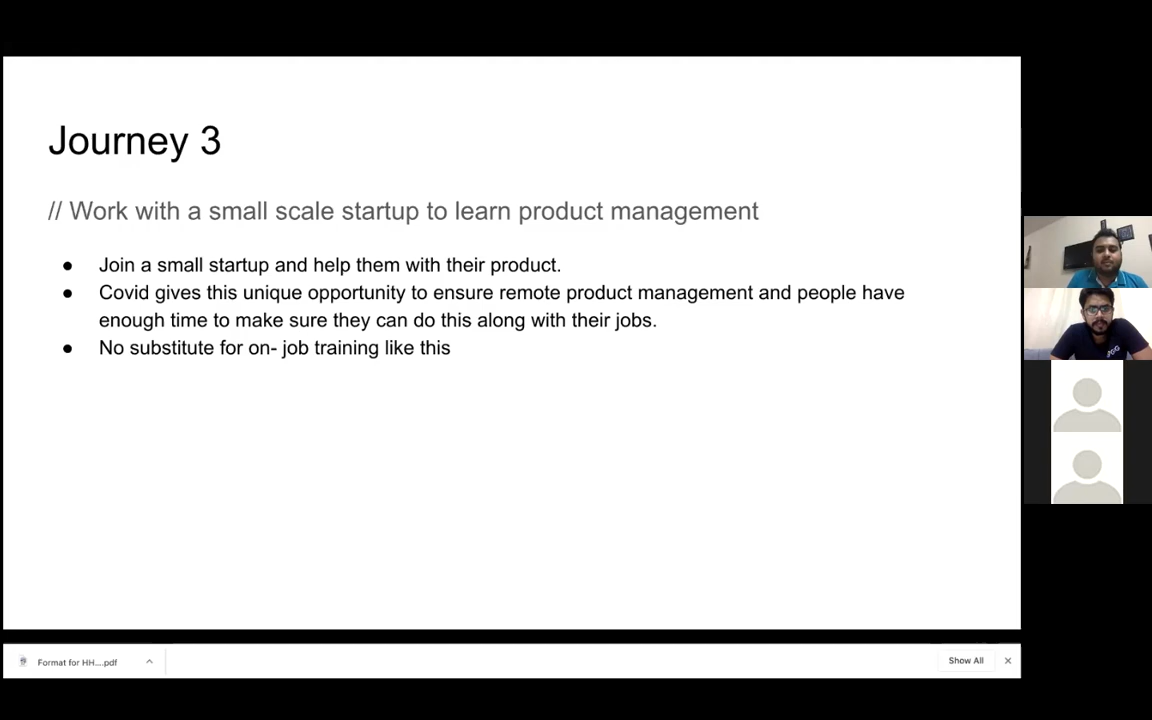 Journey 3
// Work with a small scale startup to learn product management
● Join a small startup and help them with their product.
● Covid gives this unique opportunity to ensure remote product management and people have
enough time to make sure they can do this along with their jobs.
● No substitute for on- job training like this
Format for HH....pdf
Show All